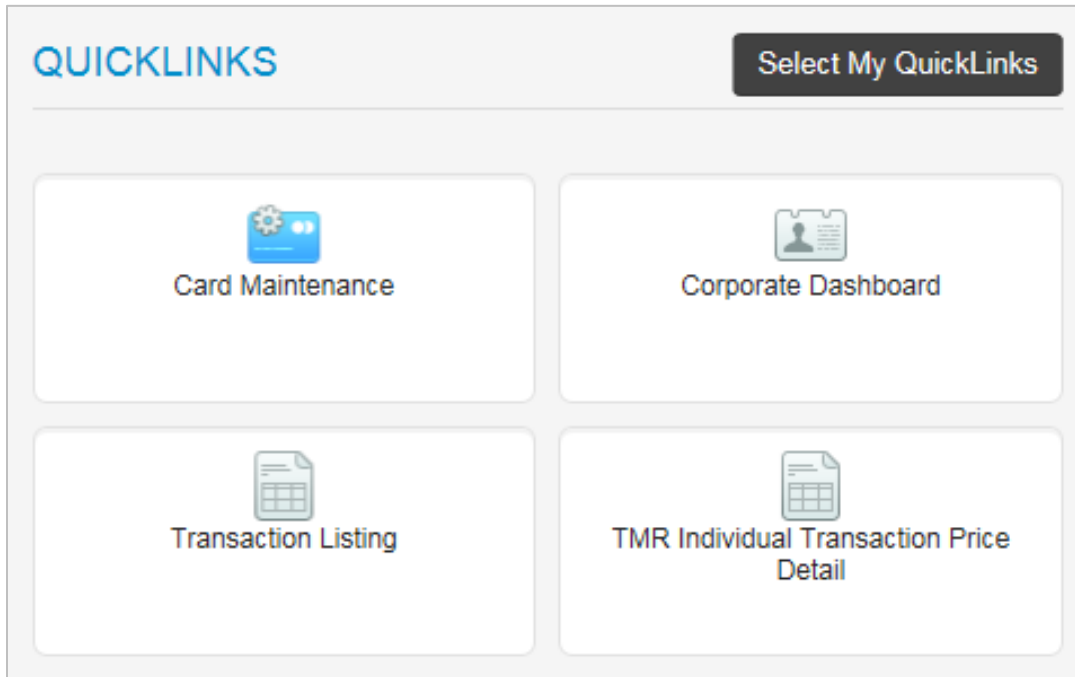 QUICKLINKS
Select My QuickLinks
Card Maintenance
Corporate Dashboard
Transaction Listing
TMR Individual Transaction Price
Detail